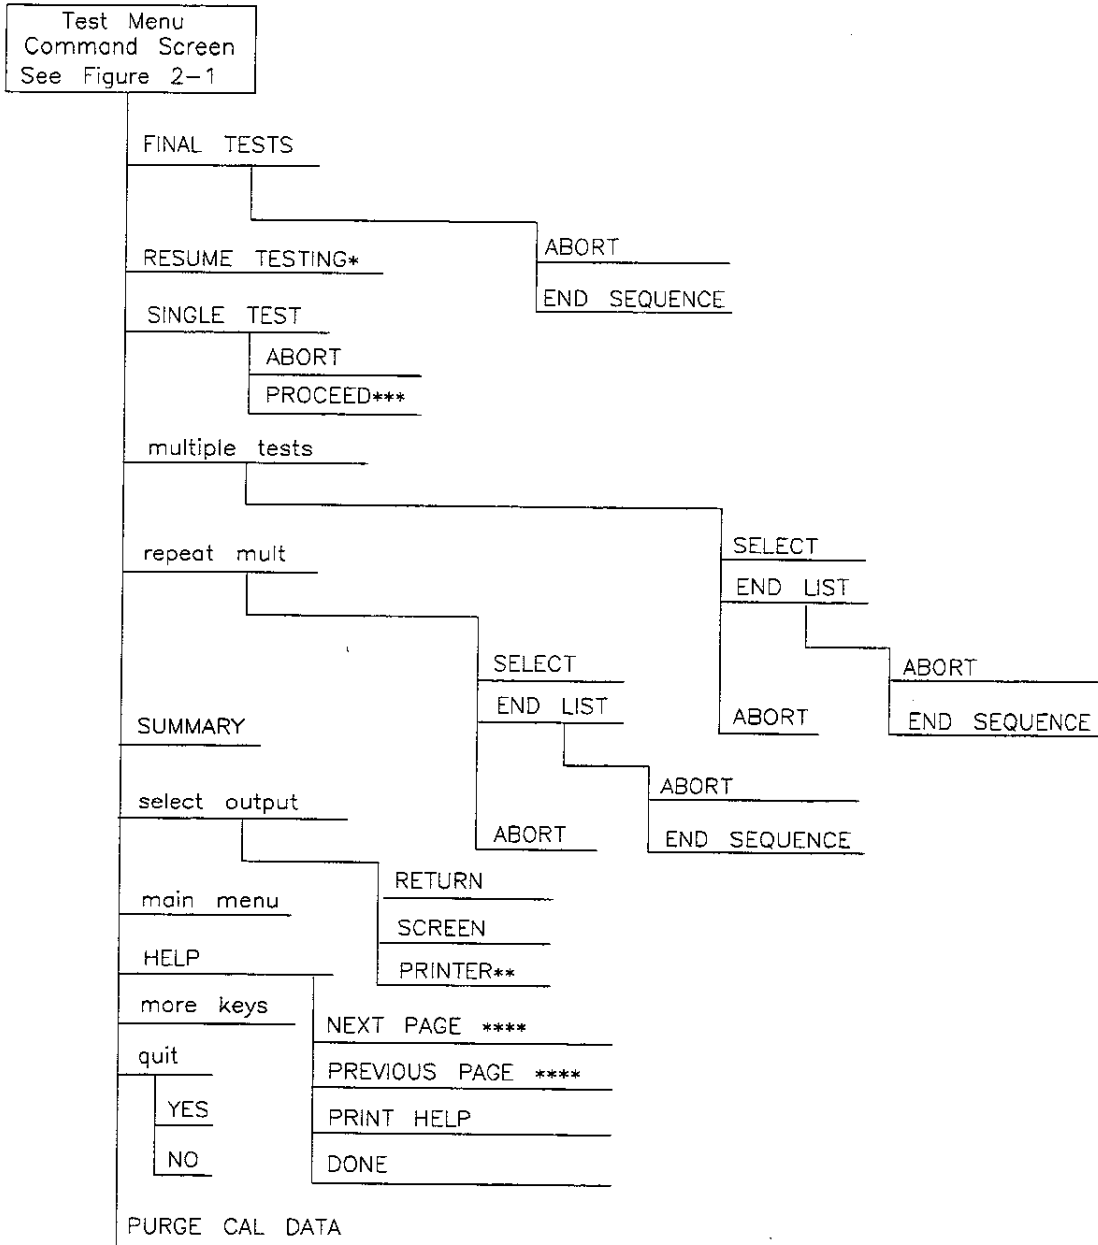 Test Menu
Command Screen
See Figure 2-1
FINAL TESTS
ABORT
END SEQUENCE
RESUME TESTING*
SINGLE TEST
ABORT
PROCEED***
multiple tests
SELECT
END LIST
ABORT
END SEQUENCE
ABORT
repeat mult
SELECT
END LIST
ABORT
END SEQUENCE
ABORT
SUMMARY
select output
RETURN
SCREEN
PRINTER**
main menu
HELP
NEXT PAGE ****
PREVIOUS PAGE ****
PRINT HELP
DONE
more keys
quit
YES
NO
PURGE CAL DATA